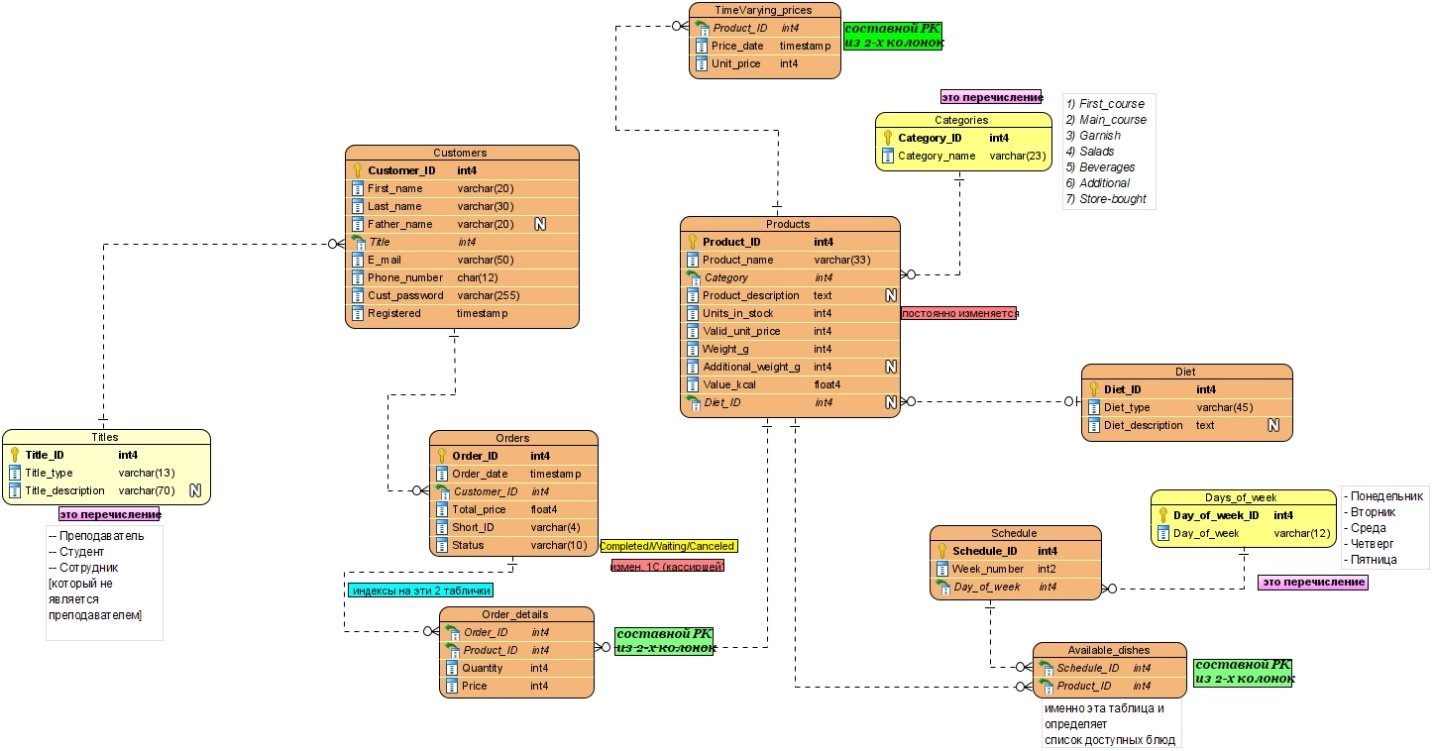 TimeVarying_prices
Product_ID int4
Price_date timestamp
Unit_price int4
составной РК
из 2-х колонок
это перечисление
Categories
Category_ID int4
Category_name varchar(23)
1) First_course
2) Main_course
3) Garnish
4) Salads
5) Beverages
6) Additional
7) Store-bought
Customers
Customer_ID int4
First_name varchar(20)
Last_name varchar(30)
Father_name varchar(20) N
Title int4
E_mail varchar(50)
Phone_number char(12)
Cust_password varchar(255)
Registered timestamp
Products
Product_ID int4
Product_name varchar(33)
Category int4
Product_description text N
Units_in_stock int4
Valid_unit_price int4
Weight_g int4
Additional_weight_g int4 N
Value_kcal float4
Diet_ID int4 N
постоянно изменяется
Diet
Diet_ID int4
Diet_type varchar(45)
Diet_description text N
Titles
Title_ID int4
Title_type varchar(13)
Title_description varchar(70) N
это перечисление
-- Преподаватель
-- Студент
-- Сотрудник
[который не
является
преподавателем]
Orders
Order_ID int4
Order_date timestamp
Customer_ID int4
Total_price float4
Short_ID varchar(4)
Status varchar(10)
Completed/Waiting/Canceled
измен. 1С (кассиршей)
индексы на эти 2 таблички
Order_details
Order_ID int4
Product_ID int4
Quantity int4
Price int4
составной РК
из 2-х колонок
Days_of_week
Day_of_week_ID int4
Day_of_week varchar(12)
- Понедельник
- Вторник
- Среда
- Четверг
- Пятница
это перечисление
Schedule
Schedule_ID int4
Week_number int2
Day_of_week int4
Available_dishes
Schedule_ID int4
Product_ID int4
составной РК
из 2-х колонок
именно эта таблица и
определяет
список доступных блюд